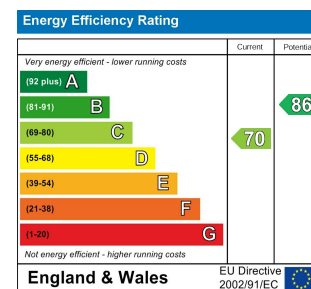 Energy Efficiency Rating
Current
Potentia
Very energy efficient - lower running costs
(92 plus) A
(81-91) B
86
(69-80) C
70
(55-68) D
(39-54) E
(21-38) F
(1-20) G
Not energy efficient - higher running costs
England & Wales
EU Directive
2002/91/EC